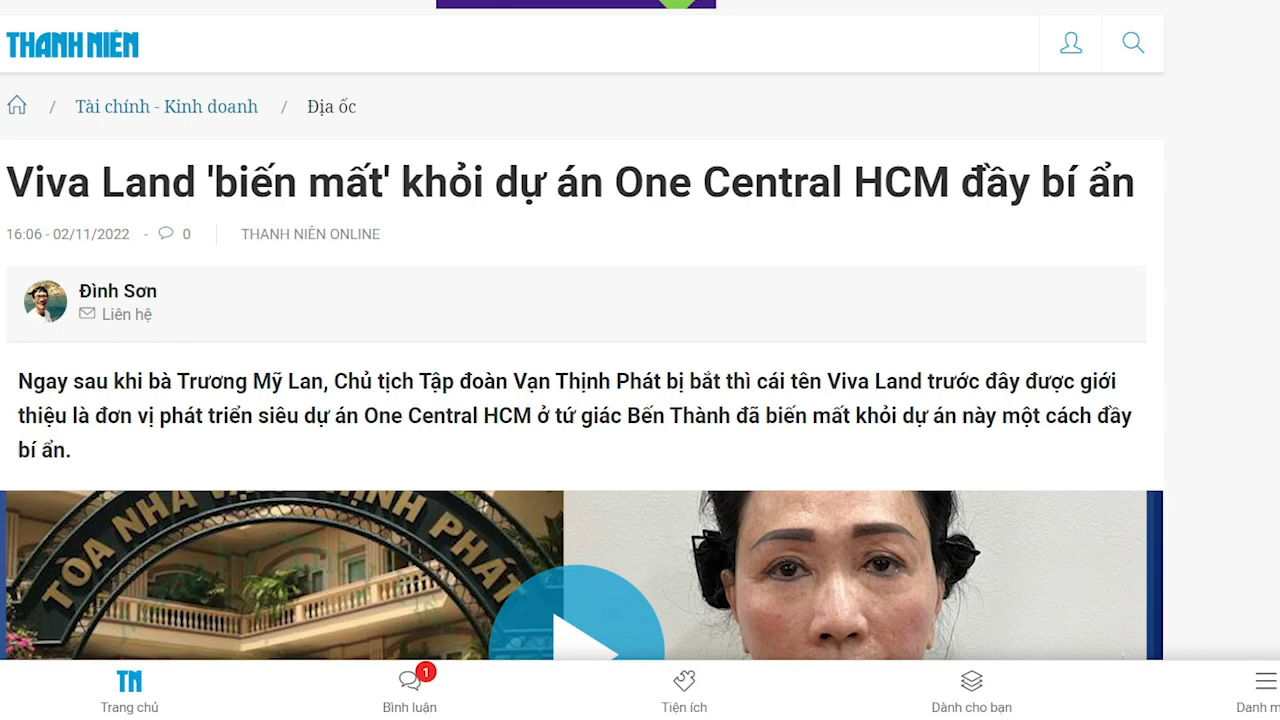 THANH NIÊN
/ Tài chính - Kinh doanh / Địa ốc
Viva Land 'biến mất' khỏi dự án One Central HCM đầy bí ẩn
16:06 - 02/11/2022 - 0 THANH NIÊN ONLINE
Đình Sơn
Liên hệ
Ngay sau khi bà Trương Mỹ Lan, Chủ tịch Tập đoàn Vạn Thịnh Phát bị bắt thì cái tên Viva Land trước đây được giới
thiệu là đơn vị phát triển siêu dự án One Central HCM ở tứ giác Bến Thành đã biến mất khỏi dự án này một cách đầy
bí ẩn.
TÒA NHÀ VẠN THỊNH PHÁT
TN
1
Trang chủ
Bình luận
Tiện ích
Dành cho bạn
Danh m